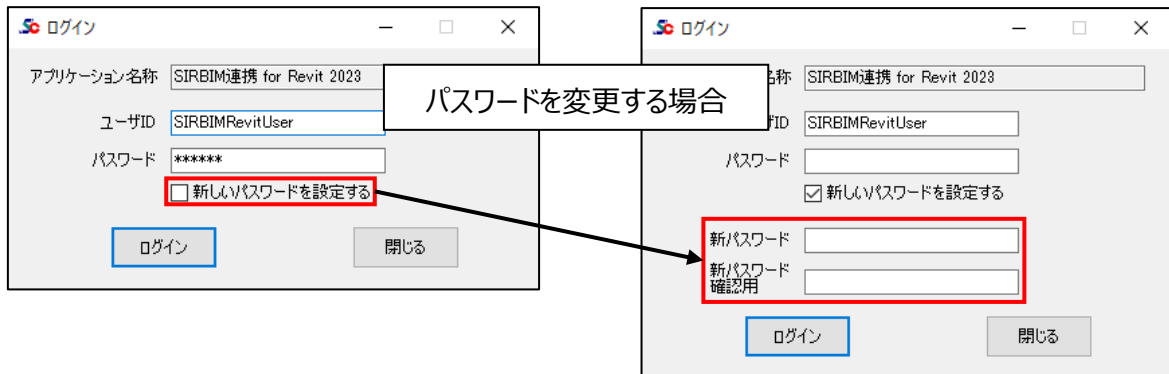 Sc ログイン
アプリケーション名称 SIRBIM連携 for Revit 2023
ユーザID SIRBIMRevitUser
パスワード ******
新しいパスワードを設定する
ログイン 閉じる
パスワードを変更する場合
Sc ログイン
名称 SIRBIM連携 for Revit 2023
ID SIRBIMRevitUser
パスワード
新しいパスワードを設定する
新パスワード
新パスワード
確認用
ログイン 閉じる